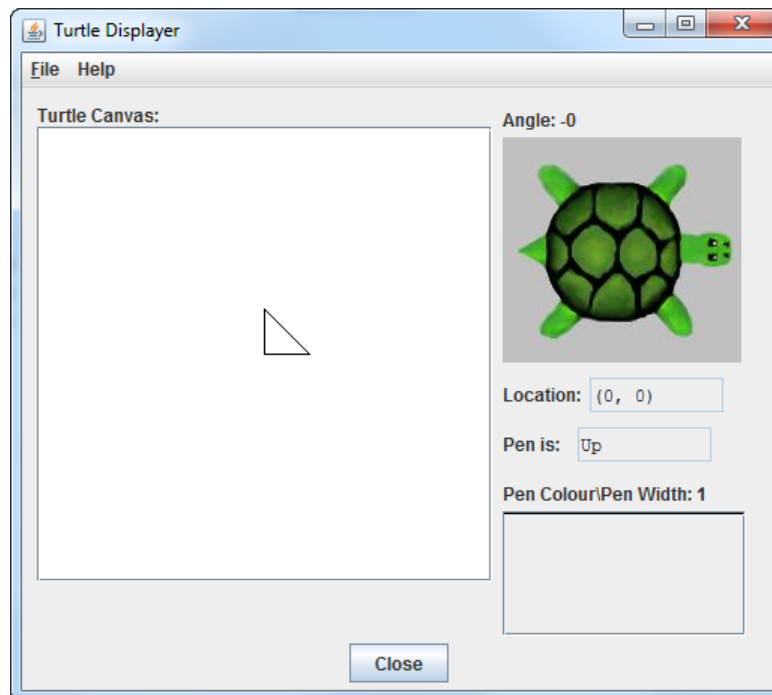 Turtle Displayer
File Help
Turtle Canvas:
Angle: -0
Location: (0, 0)
Pen is: Up
Pen Colour\Pen Width: 1
Close